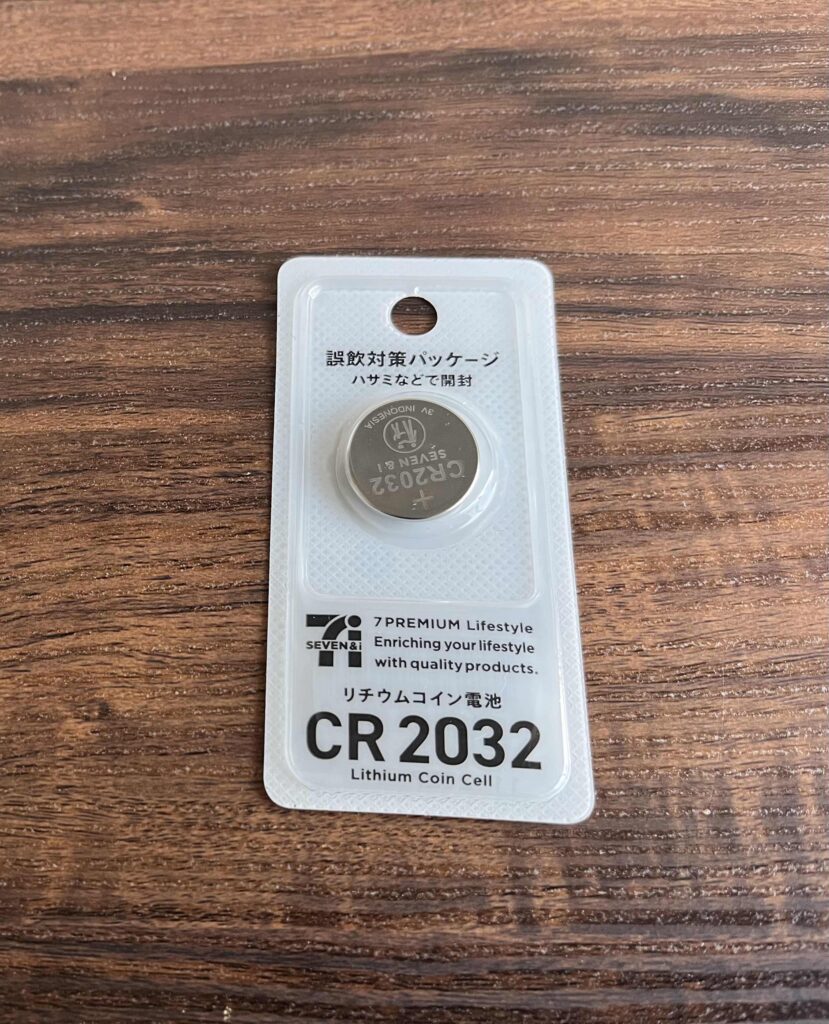 誤飲対策パッケージ
ハサミなどで開封
3V INDONESIA
SEVEN & i
CR2032
+
7i
SEVEN&i
7PREMIUM Lifestyle
Enriching your lifestyle
with quality products.
リチウムコイン電池
CR2032
Lithium Coin Cell